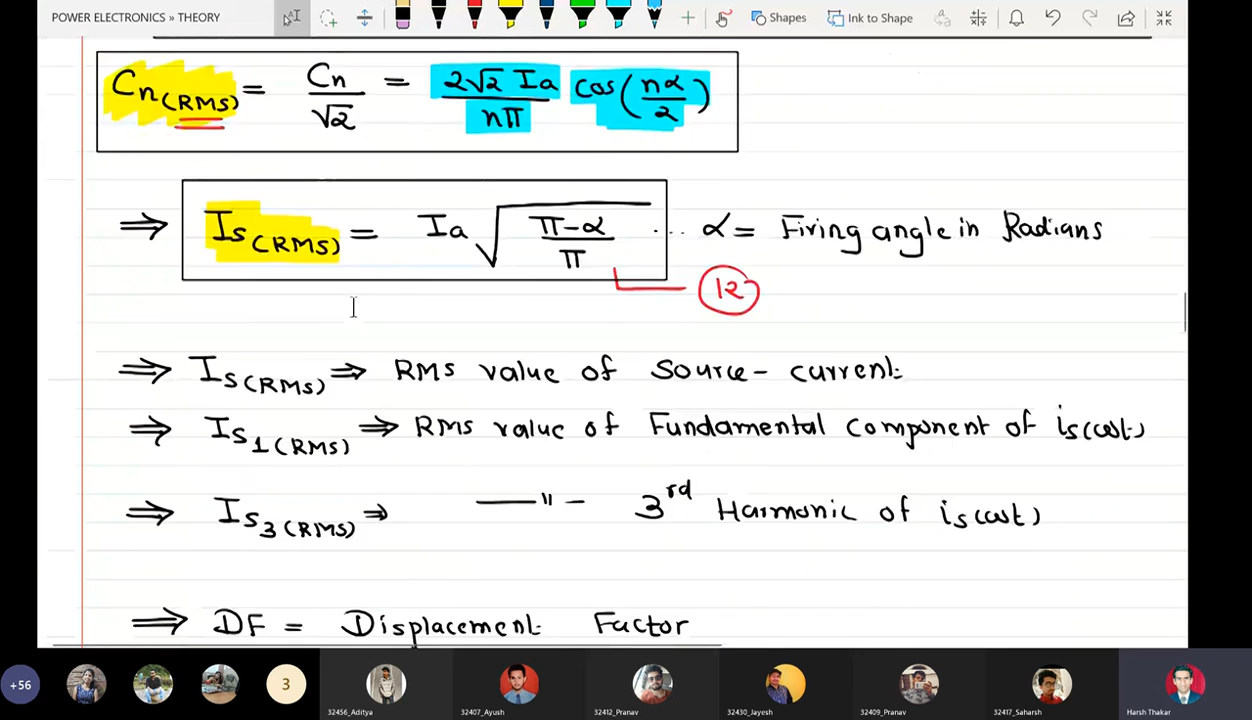 POWER ELECTRONICS » THEORY
Shapes
Ink to Shape
Cn(RMS) = Cn/√2 = 2√2 Ia/nπ cos(nα/2)
⇒ Is(RMS) = Ia √(π-α/π) ... α = Firing angle in Radians
12
⇒ Is(RMS) ⇒ RMS value of Source - current.
⇒ Is1(RMS) ⇒ RMS value of Fundamental component of is(ωt)
⇒ Is3(RMS) ⇒ —"— 3rd Harmonic of is(ωt)
⇒ DF = Displacement Factor
+56
3
32456_Aditya
32407_Ayush
32412_Pranav
32430_Jayesh
32409_Pranav
32417_Saharsh
Harsh Thakar